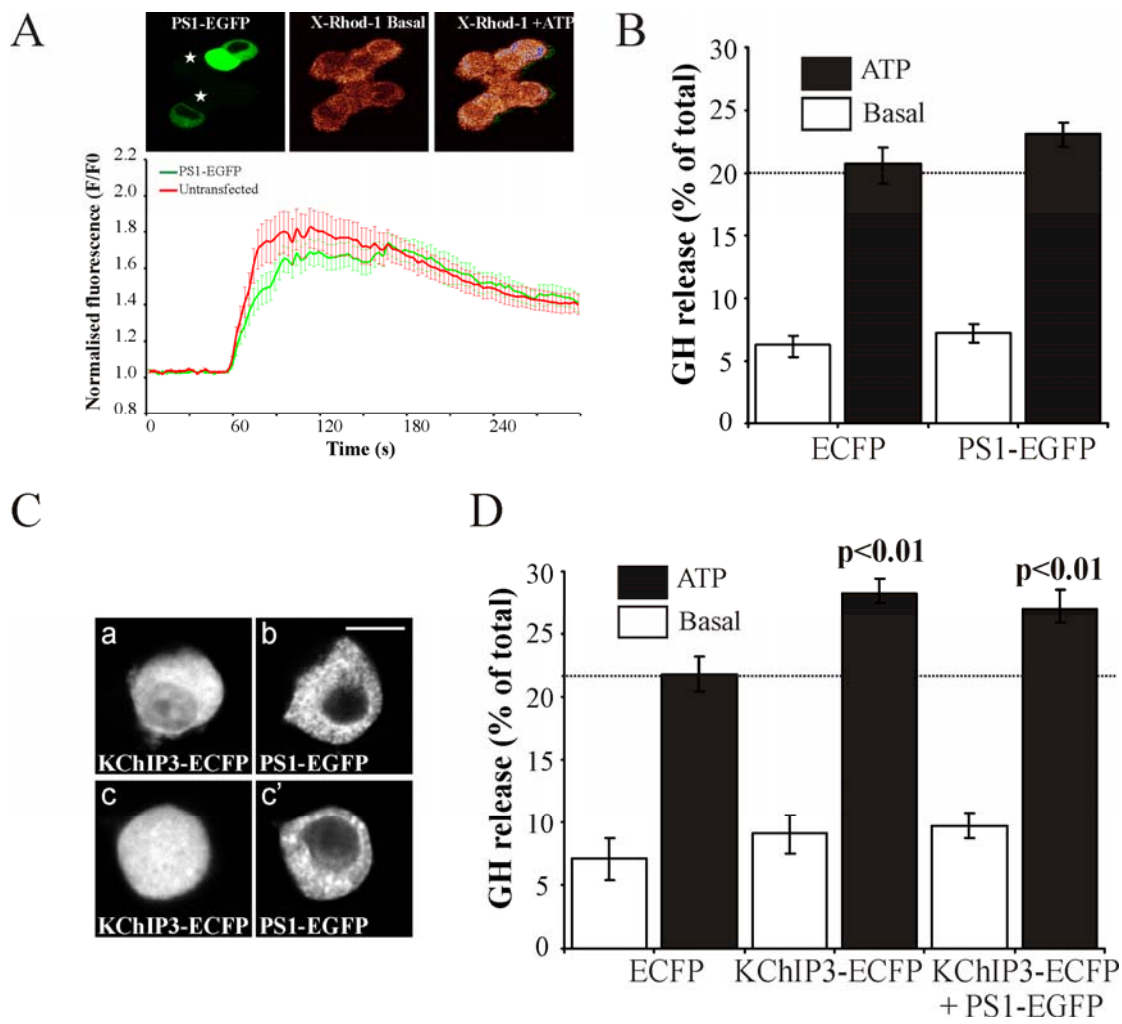 A
PS1-EGFP
X-Rhod-1 Basal
X-Rhod-1 +ATP
2.2
2.0
1.8
1.6
1.4
1.2
1.0
0.8
PS1-EGFP
Untransfected
Normalised fluorescence (F/F0
0
60
120
180
240
Time (s)
B
ATP
Basal
30
25
20
15
10
5
0
GH release (% of total)
ECFP
PS1-EGFP
C
a
KChIP3-ECFP
b
PS1-EGFP
c
KChIP3-ECFP
c'
PS1-EGFP
D
ATP
Basal
p<0.01
p<0.01
30
25
20
15
10
5
0
GH release (% of total)
ECFP
KChIP3-ECFP
KChIP3-ECFP
+ PS1-EGFP